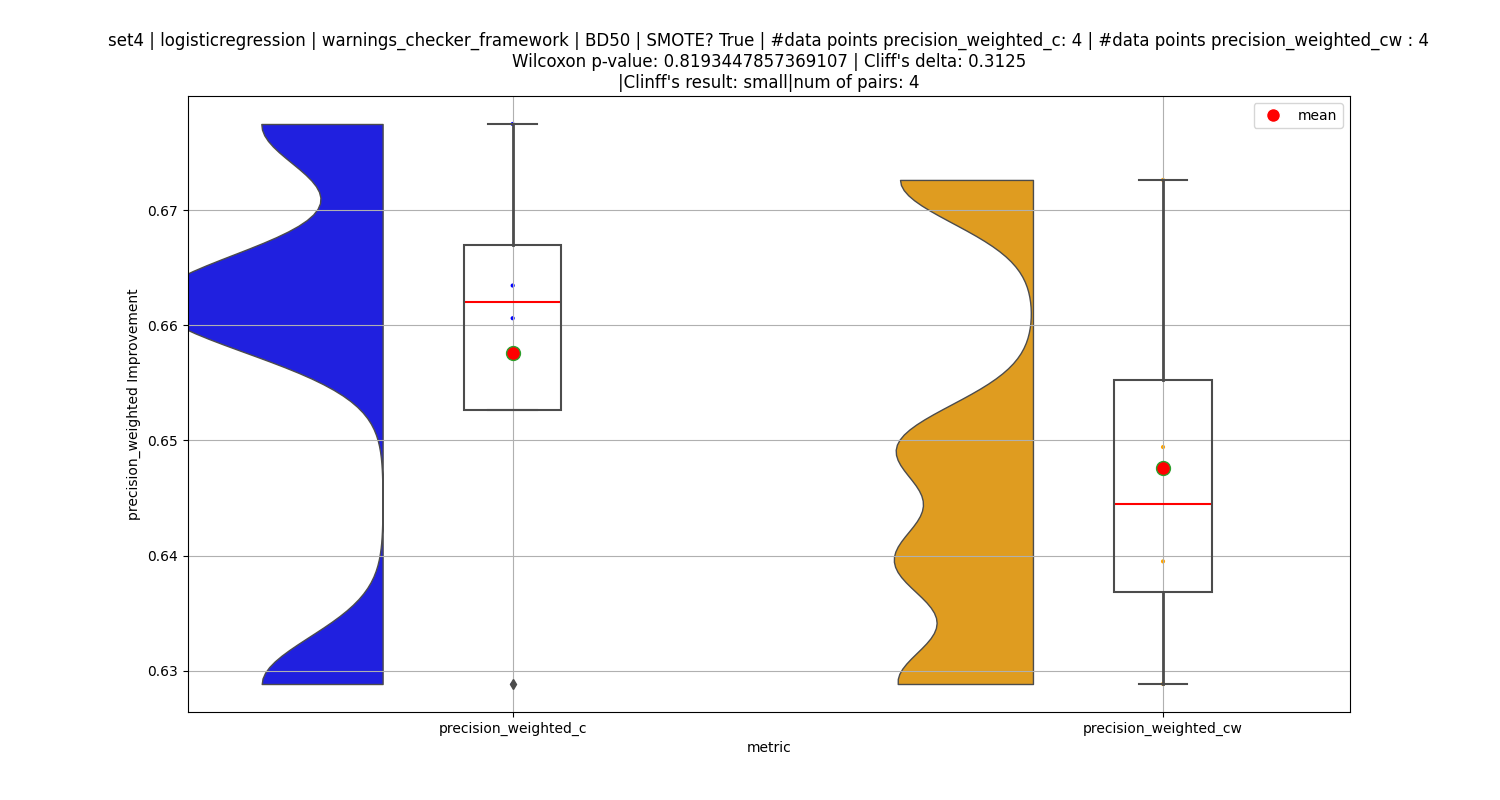 set4 | logisticregression | warnings_checker_framework | BD50 | SMOTE? True | #data points precision_weighted_c: 4 | #data points precision_weighted_cw : 4
Wilcoxon p-value: 0.8193447857369107 | Cliff's delta: 0.3125
|Clinff's result: small|num of pairs: 4
mean
0.67
0.66
0.65
0.64
0.63
precision_weighted Improvement
precision_weighted_c
precision_weighted_cw
metric